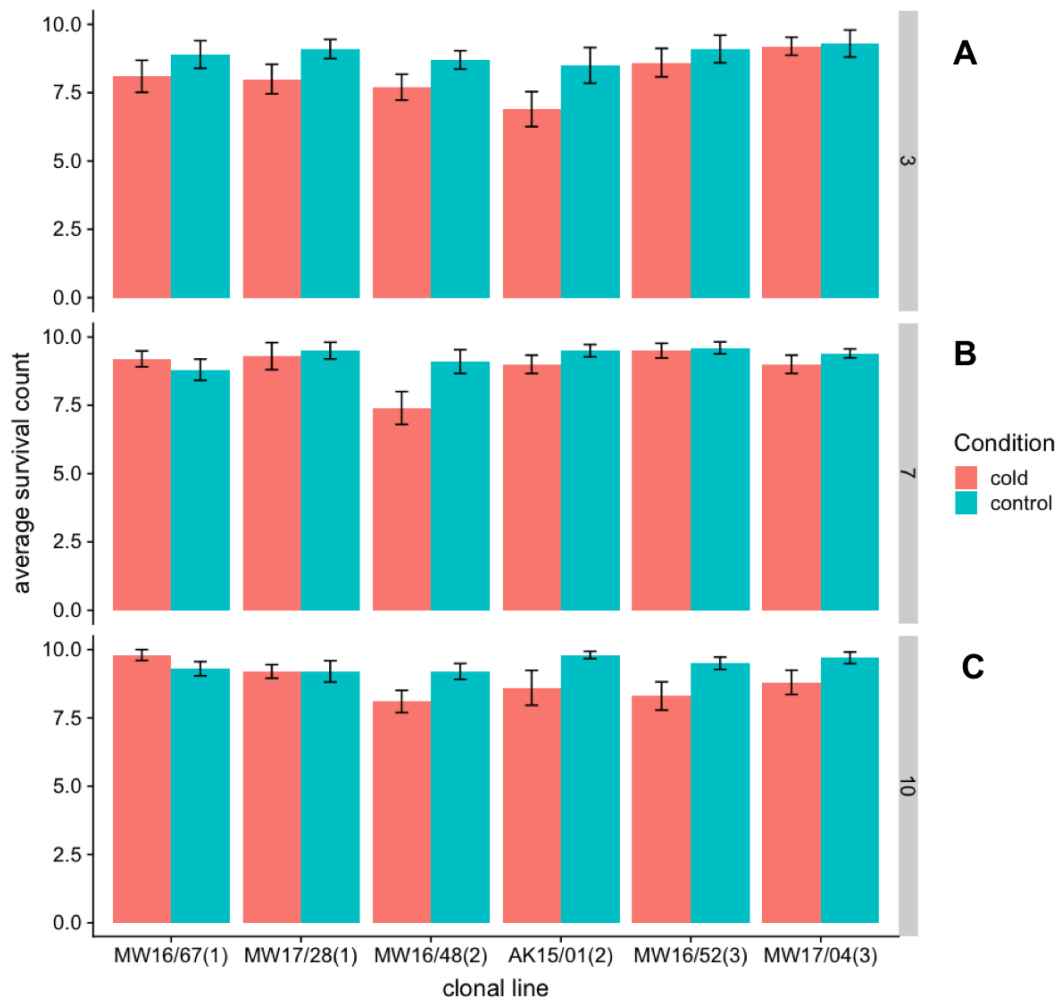 average survival count
10.0
7.5
5.0
2.5
0.0
3
A
10.0
7.5
5.0
2.5
0.0
7
B
Condition
cold
control
10.0
7.5
5.0
2.5
0.0
10
C
MW16/67(1) MW17/28(1) MW16/48(2) AK15/01(2) MW16/52(3) MW17/04(3)
clonal line